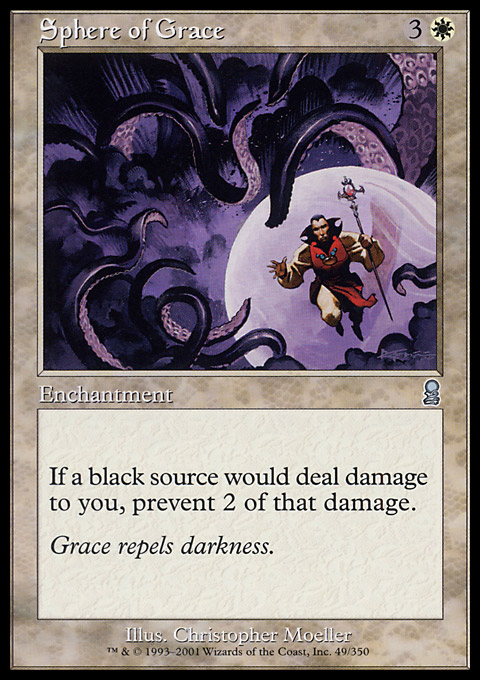 Sphere of Grace 3
Enchantment
If a black source would deal damage
to you, prevent 2 of that damage.
Grace repels darkness.
Illus. Christopher Moeller
™ & © 1993–2001 Wizards of the Coast, Inc. 49/350